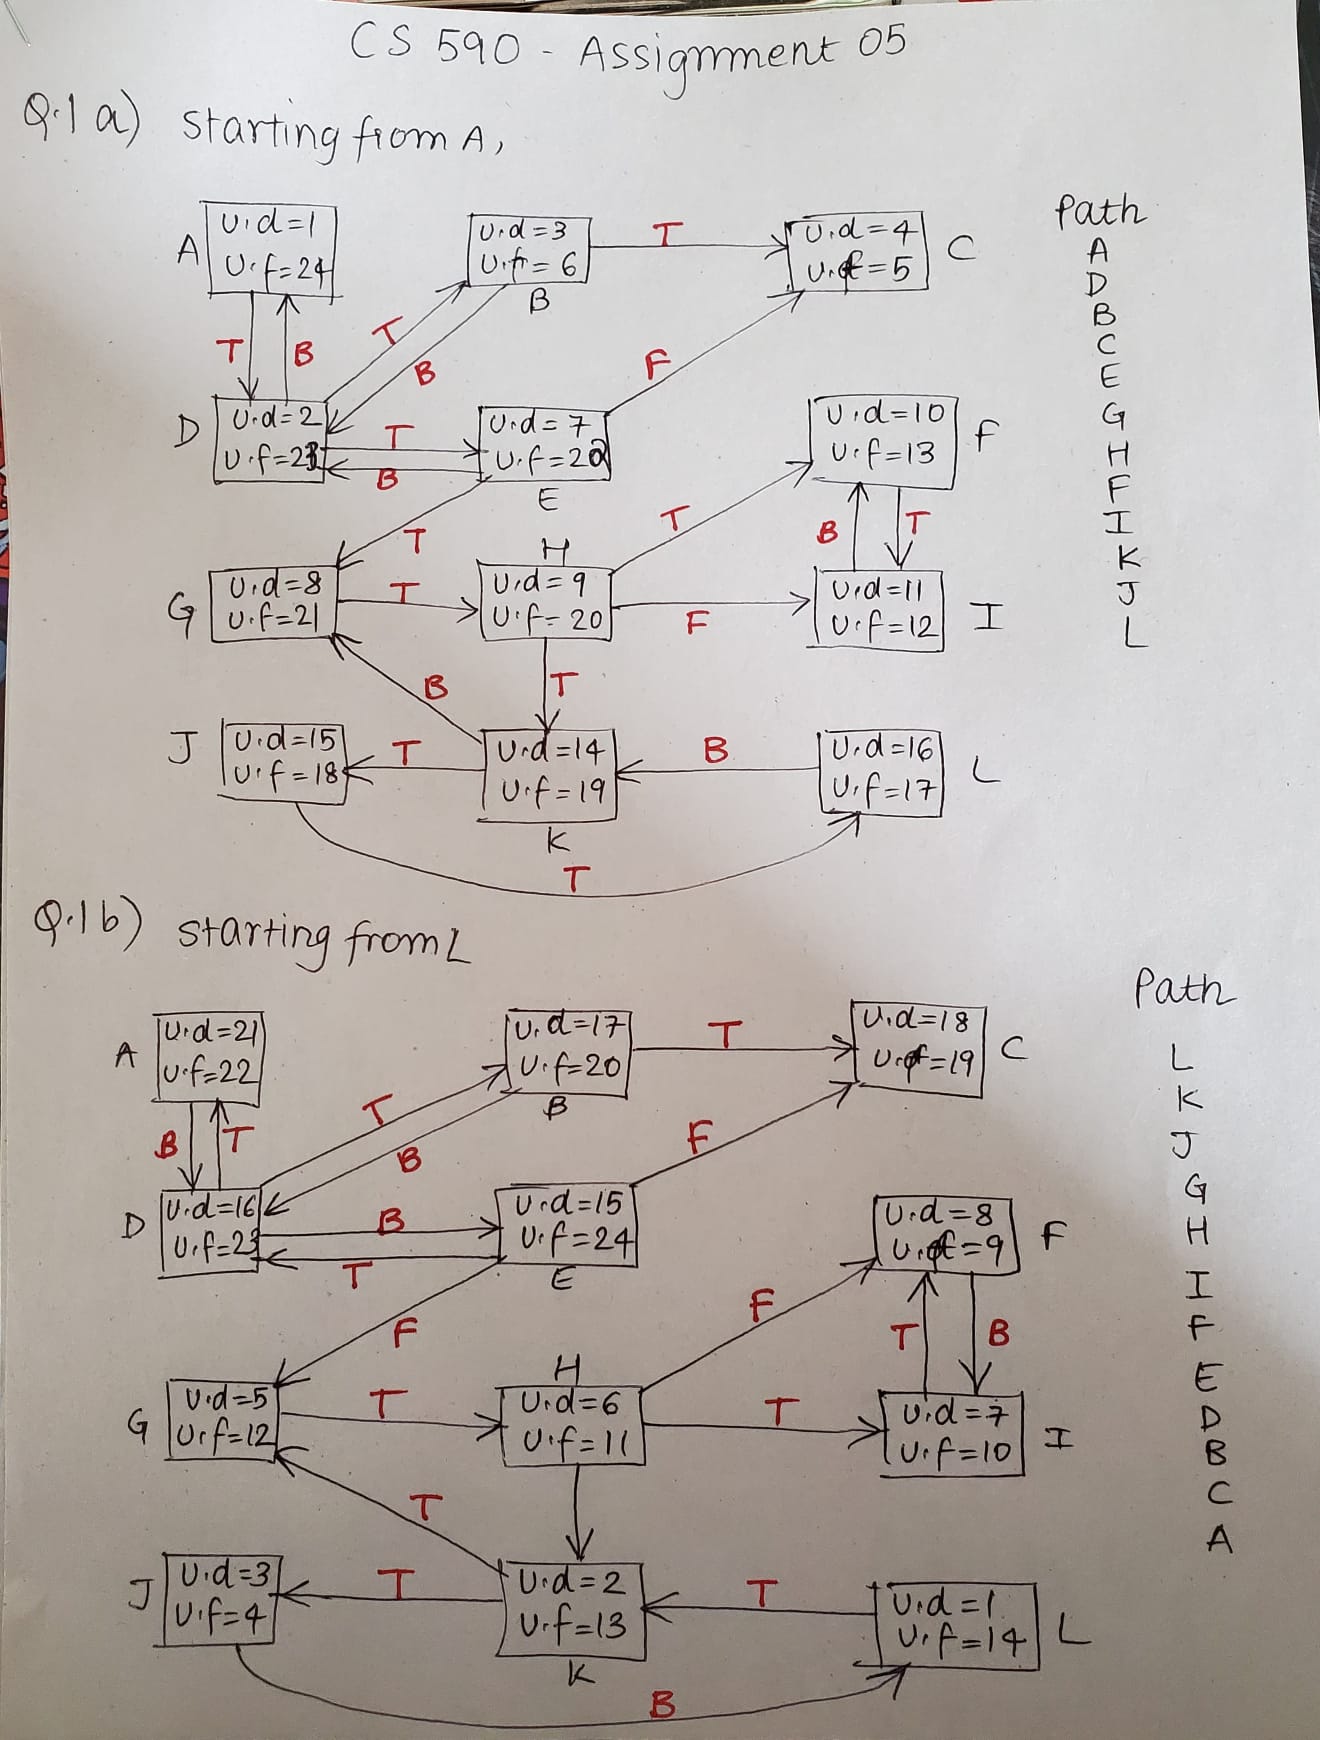 CS 590 - Assignment 05
Q.1 a) starting from A,
Path
A
D
B
C
E
G
H
F
I
K
J
L
A
U.d=1
U.f=24
U.d=3
U.f=6
B
T
U.d=4
U.f=5
C
T
B
T
B
F
D
U.d=2
U.f=23
T
B
U.d=7
U.f=22
E
U.d=10
U.f=13
F
T
T
B
T
G
U.d=8
U.f=21
T
H
U.d=9
U.f=20
F
U.d=11
U.f=12
I
B
T
J
U.d=15
U.f=18
T
U.d=14
U.f=19
K
B
U.d=16
U.f=17
L
T
Q.1 b) starting from L
Path
L
K
J
G
H
I
F
E
D
B
C
A
A
U.d=21
U.f=22
U.d=17
U.f=20
B
T
U.d=18
U.f=19
C
B
T
T
B
F
D
U.d=16
U.f=23
B
T
U.d=15
U.f=24
E
U.d=8
U.f=9
F
F
F
T
B
G
U.d=5
U.f=12
T
H
U.d=6
U.f=11
T
U.d=7
U.f=10
I
T
J
U.d=3
U.f=4
T
U.d=2
U.f=13
K
T
U.d=1
U.f=14
L
B